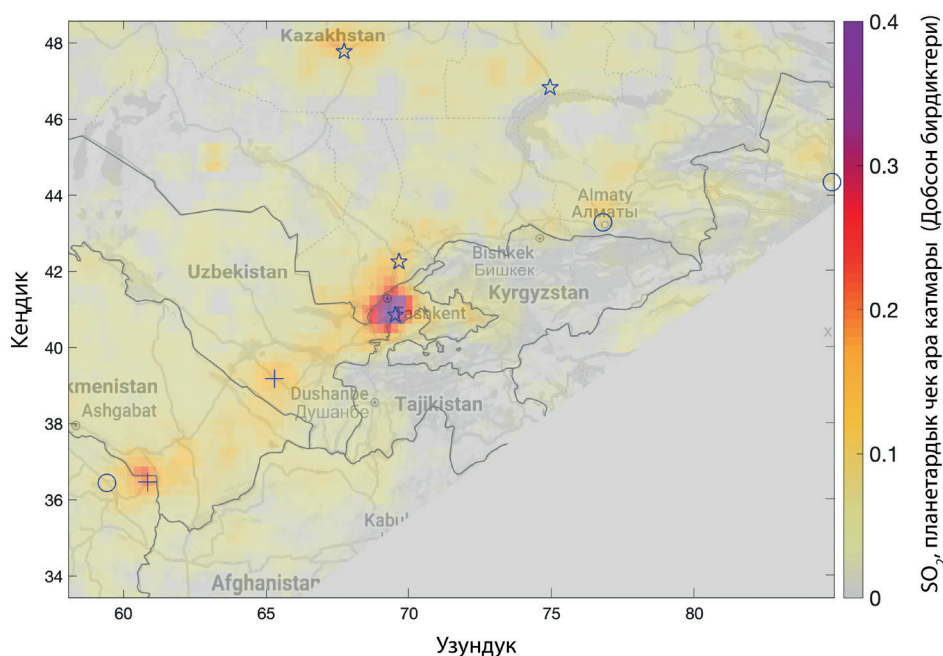 48
46
44
42
40
38
36
34
60
65
70
75
80
Кеңдик
Узундук
Kazakhstan
Almaty
Алматы
Bishkek
Бишкек
Uzbekistan
Kyrgyzstan
ashkent
kmenistan
Ashgabat
Dushanbe
Душанбе
Tajikistan
Kabul
Afghanistan
x
0.4
0.3
0.2
0.1
0
SO2, планетардык чек ара катмары (Добсон бирдиктери)